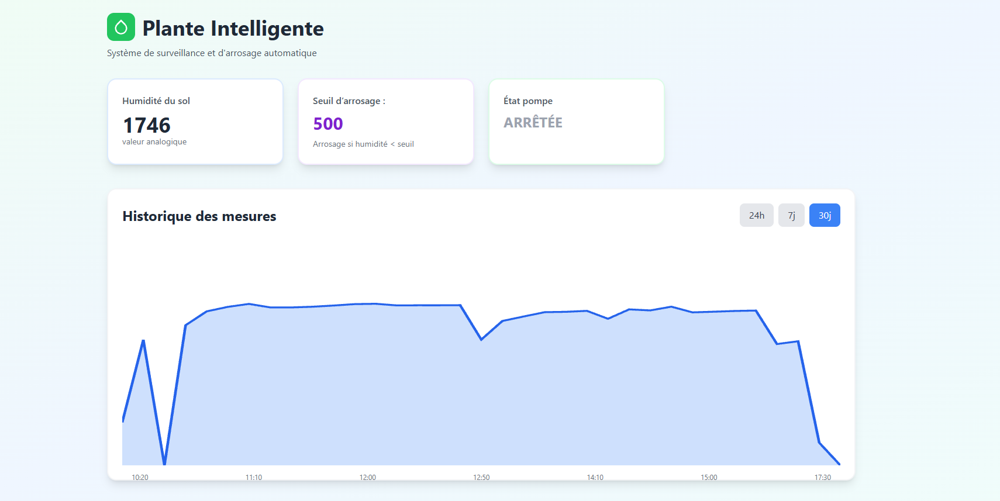 Plante Intelligente
Système de surveillance et d'arrosage automatique
Humidité du sol
1746
valeur analogique
Seuil d’arrosage :
500
Arrosage si humidité < seuil
État pompe
ARRÊTÉE
Historique des mesures
24h 7j 30j
10:20 11:10 12:00 12:50 14:10 15:00 17:30